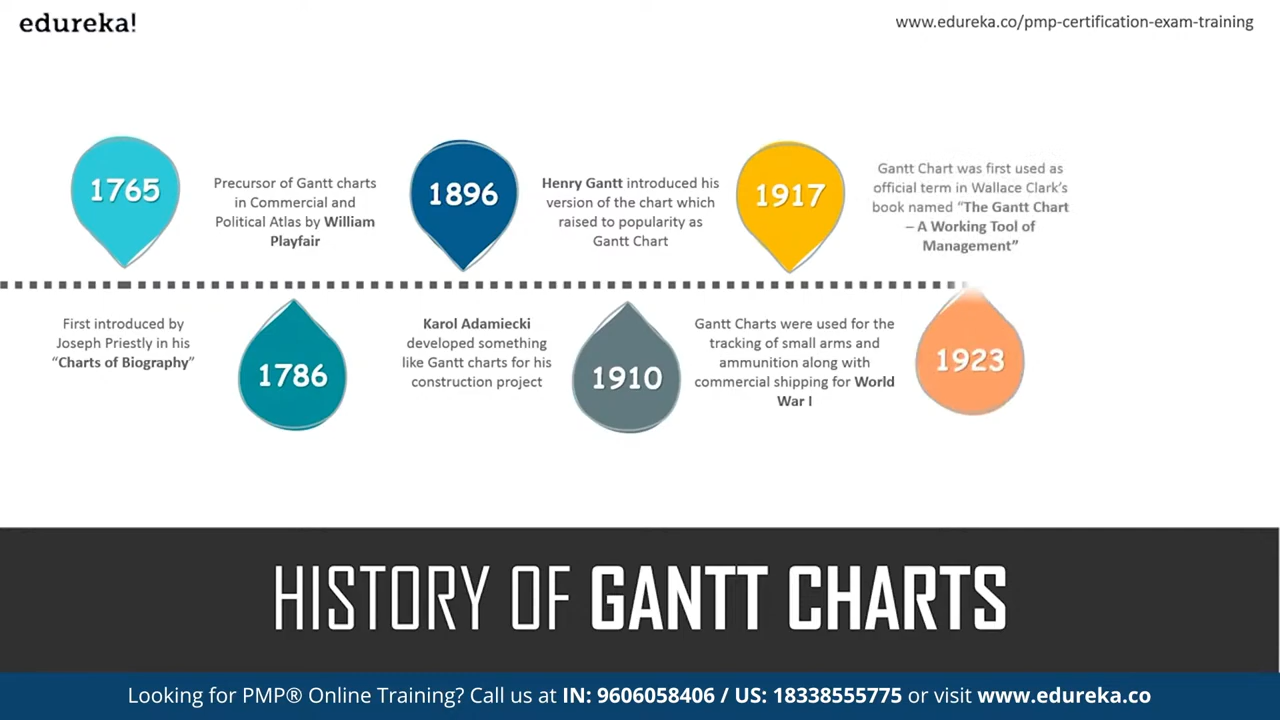 edureka!
www.edureka.co/pmp-certification-exam-training
1765
First introduced by
Joseph Priestly in his
“Charts of Biography”
Precursor of Gantt charts
in Commercial and
Political Atlas by William
Playfair
1786
1896
Karol Adamiecki
developed something
like Gantt charts for his
construction project
Henry Gantt introduced his
version of the chart which
raised to popularity as
Gantt Chart
1910
1917
Gantt Charts were used for the
tracking of small arms and
ammunition along with
commercial shipping for World
War I
Gantt Chart was first used as
official term in Wallace Clark’s
book named “The Gantt Chart
– A Working Tool of
Management”
1923
HISTORY OF GANTT CHARTS
Looking for PMP® Online Training? Call us at IN: 9606058406 / US: 18338555775 or visit www.edureka.co